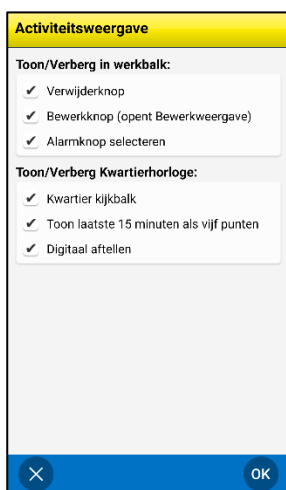 Activiteitsweergave
Toon/Verberg in werkbalk:
Verwijderknop
Bewerkknop (opent Bewerkweergave)
Alarmknop selecteren
Toon/Verberg Kwartierhorloge:
Kwartier kijkbalk
Toon laatste 15 minuten als vijf punten
Digitaal aftellen
OK